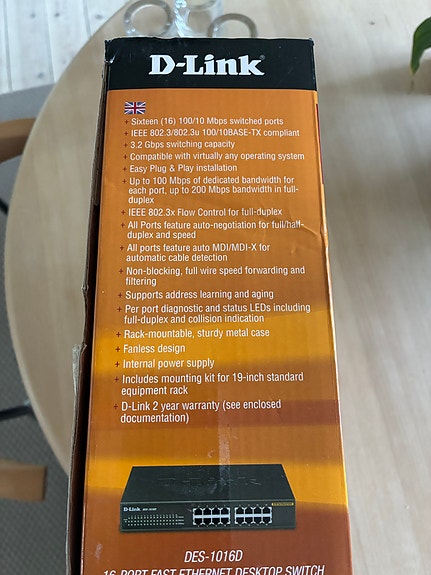 D-Link
+ Sixteen (16) 100/10 Mbps switched ports
+ IEEE 802.3/802.3u 100/10BASE-TX compliant
+ 3.2 Gbps switching capacity
+ Compatible with virtually any operating system
+ Easy Plug & Play installation
+ Up to 100 Mbps of dedicated bandwidth for
each port, up to 200 Mbps bandwidth in full-
duplex
+ IEEE 802.3x Flow Control for full-duplex
+ All Ports feature auto-negotiation for full/half-
duplex and speed
+ All ports feature auto MDI/MDI-X for
automatic cable detection
+ Non-blocking, full wire speed forwarding and
filtering
+ Supports address learning and aging
+ Per port diagnostic and status LEDs including
full-duplex and collision indication
+ Rack-mountable, sturdy metal case
+ Fanless design
+ Internal power supply
+ Includes mounting kit for 19-inch standard
equipment rack
+ D-Link 2 year warranty (see enclosed
documentation)
D-Link
DES-1016D
16-PORT FAST ETHERNET DESKTOP SWITCH